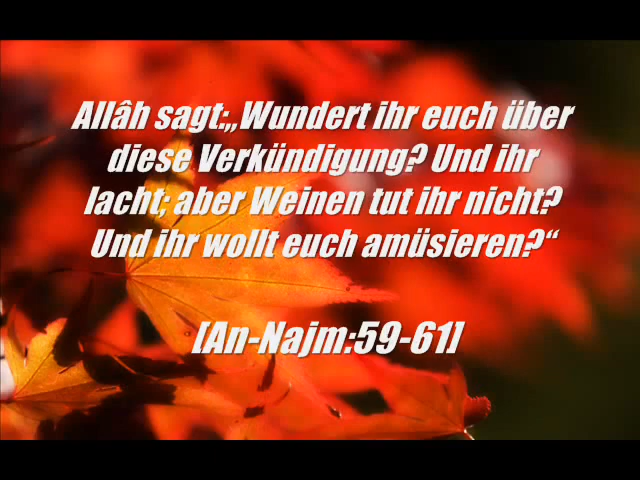 Allâh sagt:„Wundert ihr euch über
diese Verkündigung? Und ihr
lacht; aber Weinen tut ihr nicht?
Und ihr wollt euch amüsieren?“
[An-Najm:59-61]